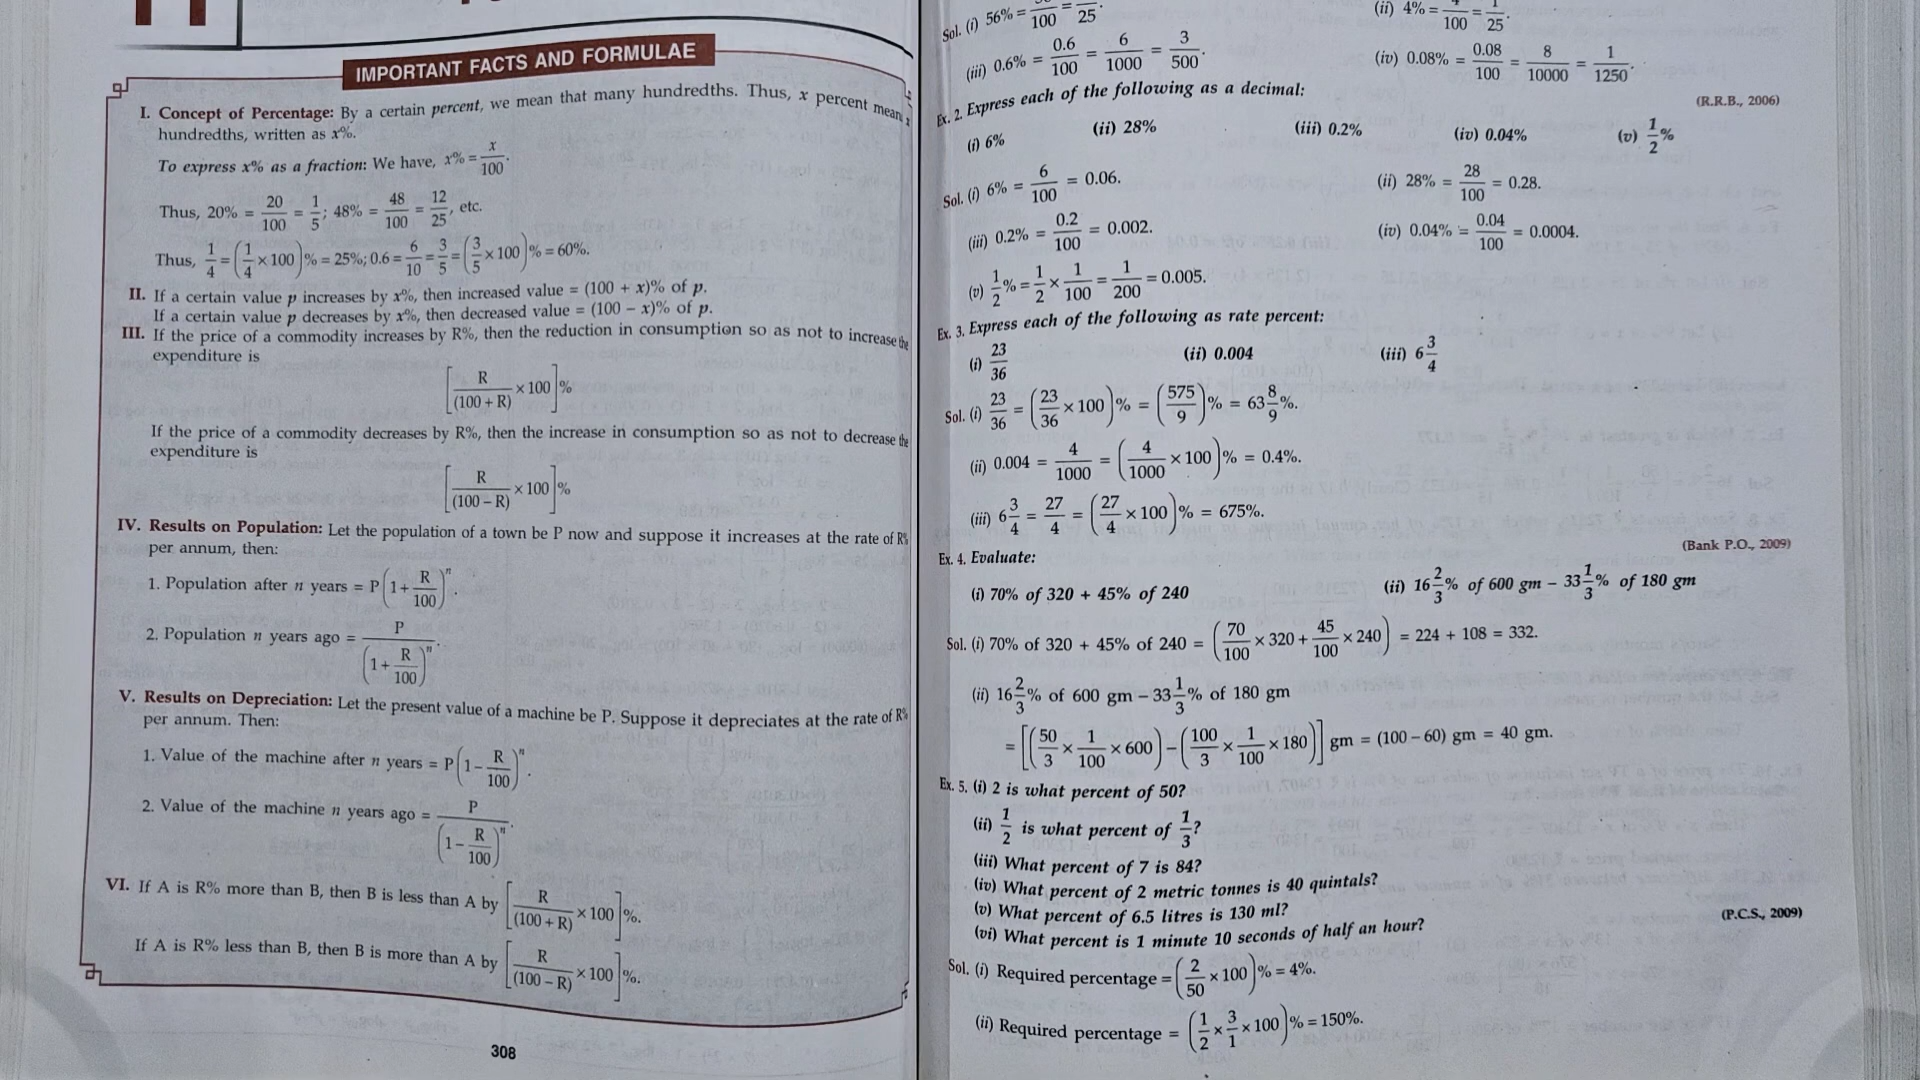 IMPORTANT FACTS AND FORMULAE
I. Concept of Percentage: By a certain percent, we mean that many hundredths. Thus, x percent means x
hundredths, written as x%.
To express x% as a fraction: We have, x% = x/100.
Thus, 20% = 20/100 = 1/5; 48% = 48/100 = 12/25, etc.
Thus, 1/4 = (1/4 × 100)% = 25%; 0.6 = 6/10 = 3/5 = (3/5 × 100)% = 60%.
II. If a certain value p increases by x%, then increased value = (100 + x)% of p.
If a certain value p decreases by x%, then decreased value = (100 – x)% of p.
III. If the price of a commodity increases by R%, then the reduction in consumption so as not to increase the
expenditure is
[R/(100 + R) × 100]%
If the price of a commodity decreases by R%, then the increase in consumption so as not to decrease the
expenditure is
[R/(100 – R) × 100]%
IV. Results on Population: Let the population of a town be P now and suppose it increases at the rate of R%
per annum, then:
1. Population after n years = P(1 + R/100)^n.
2. Population n years ago = P/(1 + R/100)^n.
V. Results on Depreciation: Let the present value of a machine be P. Suppose it depreciates at the rate of R%
per annum. Then:
1. Value of the machine after n years = P(1 – R/100)^n.
2. Value of the machine n years ago = P/(1 – R/100)^n.
VI. If A is R% more than B, then B is less than A by [R/(100 + R) × 100]%.
If A is R% less than B, then B is more than A by [R/(100 – R) × 100]%.
308
Sol. (i) 56% = /100 = /25. (ii) 4% = 4/100 = 1/25.
(iii) 0.6% = 0.6/100 = 6/1000 = 3/500. (iv) 0.08% = 0.08/100 = 8/10000 = 1/1250.
Ex. 2. Express each of the following as a decimal: (R.R.B., 2006)
(i) 6% (ii) 28% (iii) 0.2% (iv) 0.04% (v) 1/2%
Sol. (i) 6% = 6/100 = 0.06. (ii) 28% = 28/100 = 0.28.
(iii) 0.2% = 0.2/100 = 0.002. (iv) 0.04% = 0.04/100 = 0.0004.
(v) 1/2% = 1/2 × 1/100 = 1/200 = 0.005.
Ex. 3. Express each of the following as rate percent:
(i) 23/36 (ii) 0.004 (iii) 6 3/4
Sol. (i) 23/36 = (23/36 × 100)% = (575/9)% = 63 8/9%.
(ii) 0.004 = 4/1000 = (4/1000 × 100)% = 0.4%.
(iii) 6 3/4 = 27/4 = (27/4 × 100)% = 675%.
Ex. 4. Evaluate: (Bank P.O., 2009)
(i) 70% of 320 + 45% of 240 (ii) 16 2/3% of 600 gm – 33 1/3% of 180 gm
Sol. (i) 70% of 320 + 45% of 240 = (70/100 × 320 + 45/100 × 240) = 224 + 108 = 332.
(ii) 16 2/3% of 600 gm – 33 1/3% of 180 gm
= [(50/3 × 1/100 × 600) – (100/3 × 1/100 × 180)] gm = (100 – 60) gm = 40 gm.
Ex. 5. (i) 2 is what percent of 50?
(ii) 1/2 is what percent of 1/3?
(iii) What percent of 7 is 84?
(iv) What percent of 2 metric tonnes is 40 quintals?
(v) What percent of 6.5 litres is 130 ml?
(vi) What percent is 1 minute 10 seconds of half an hour? (P.C.S., 2009)
Sol. (i) Required percentage = (2/50 × 100)% = 4%.
(ii) Required percentage = (1/2 × 3/1 × 100)% = 150%.